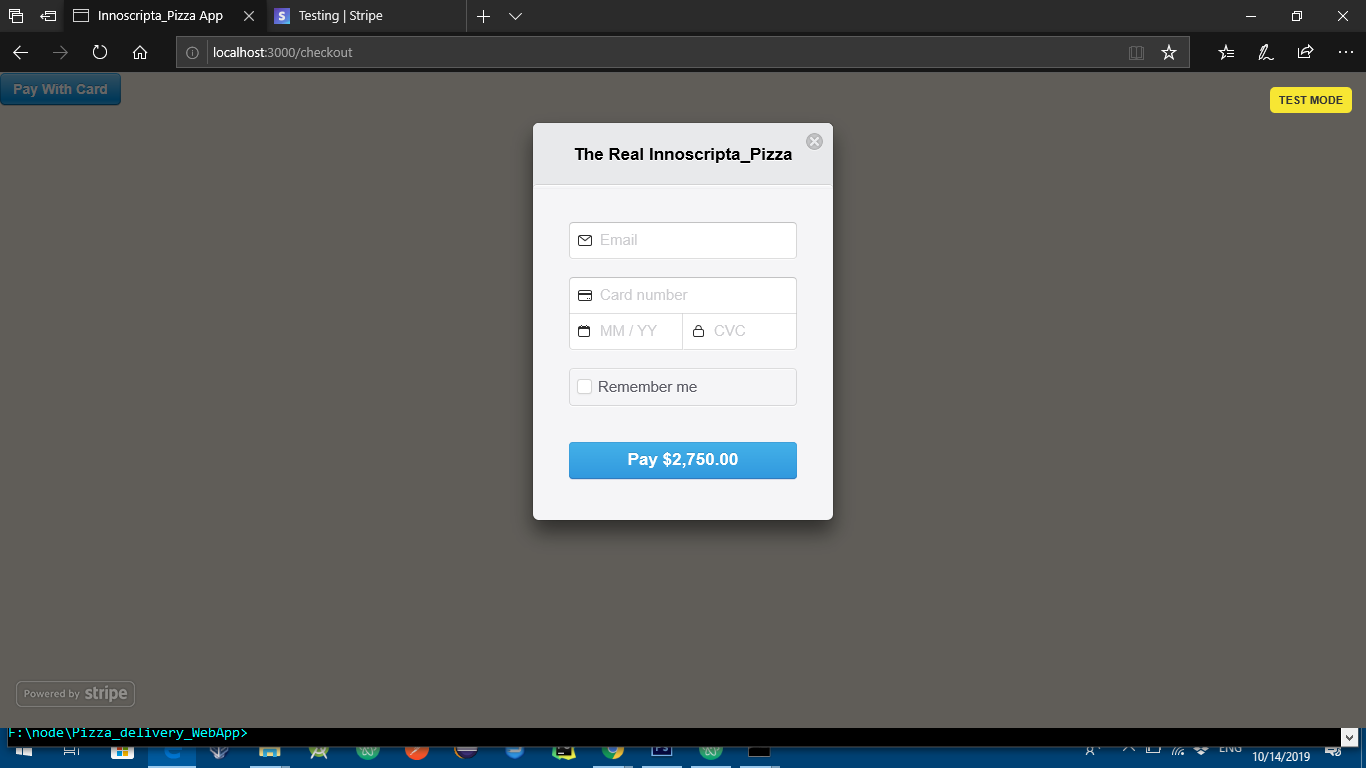 Innoscripta_Pizza App
Testing | Stripe
localhost:3000/checkout
Pay With Card
TEST MODE
The Real Innoscripta_Pizza
Email
Card number
MM / YY
CVC
Remember me
Pay $2,750.00
Powered by stripe
F:\node\Pizza_delivery_WebApp>
ENG
10/14/2019